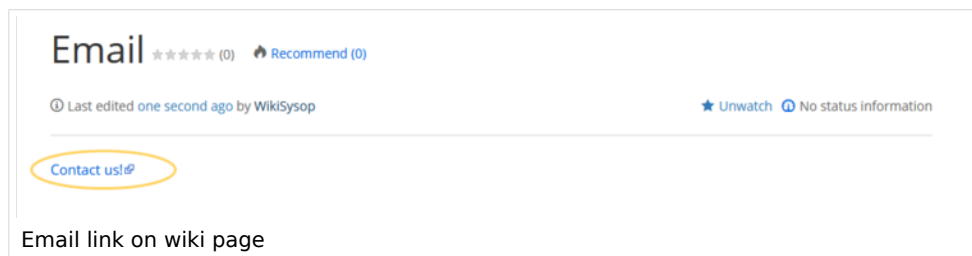 Email (0) Recommend (0)
Last edited one second ago by WikiSysop Unwatch No status information
Contact us!
Email link on wiki page